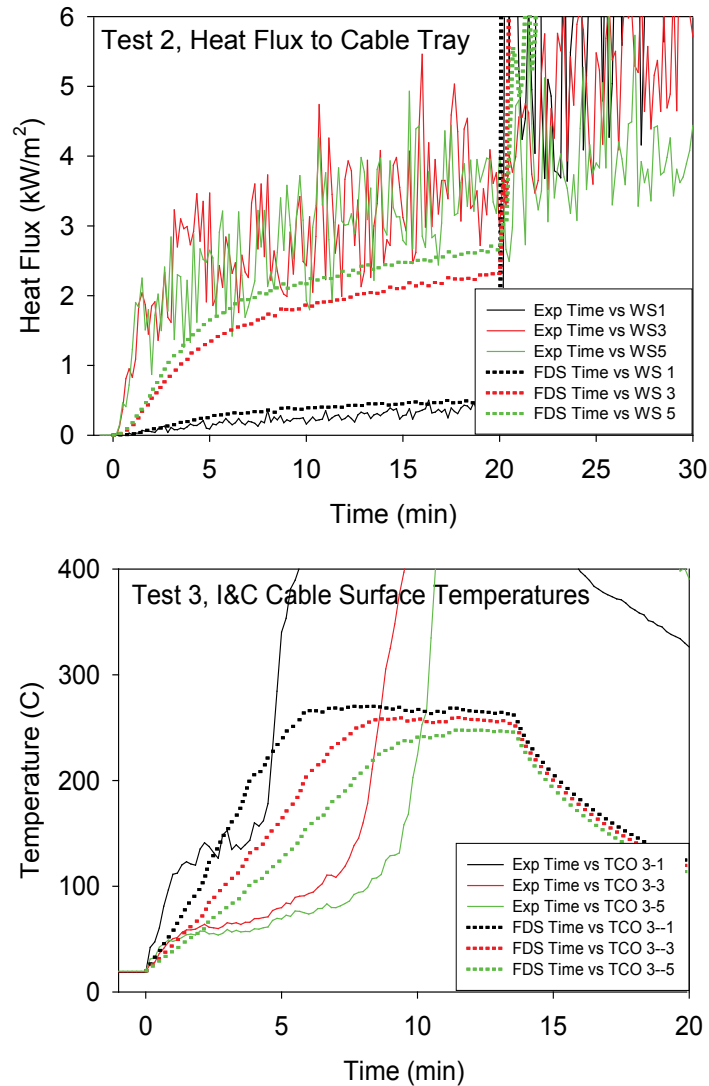 Test 2, Heat Flux to Cable Tray
Heat Flux (kW/m²)
6
5
4
3
2
1
0
Exp Time vs WS1
Exp Time vs WS3
Exp Time vs WS5
FDS Time vs WS 1
FDS Time vs WS 3
FDS Time vs WS 5
0 5 10 15 20 25 30
Time (min)
Test 3, I&C Cable Surface Temperatures
Temperature (C)
400
300
200
100
0
Exp Time vs TCO 3-1
Exp Time vs TCO 3-3
Exp Time vs TCO 3-5
FDS Time vs TCO 3--1
FDS Time vs TCO 3--3
FDS Time vs TCO 3--5
0 5 10 15 20
Time (min)